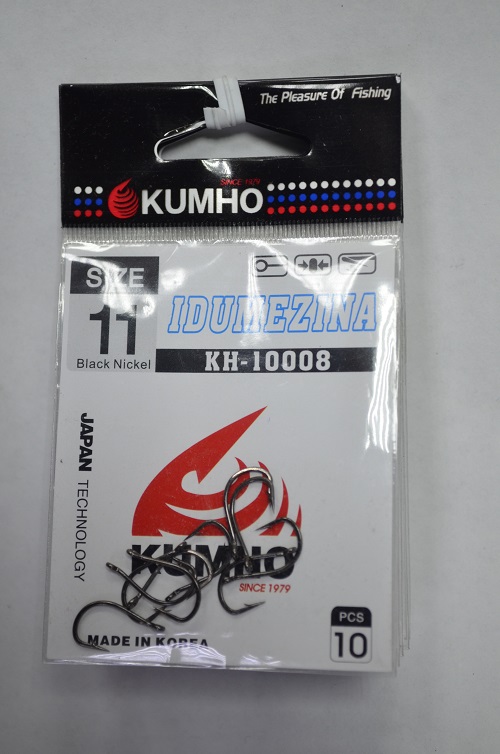 The Pleasure Of Fishing
SINCE 1979
KUMHO
SIZE
11
Black Nickel
IDUMEZINA
KH-10008
JAPAN TECHNOLOGY
KUMHO
SINCE 1979
MADE IN KOREA
PCS
10